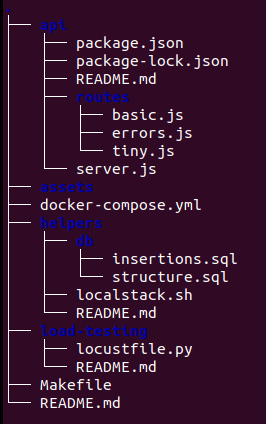 ├── api
│   ├── package.json
│   ├── package-lock.json
│   ├── README.md
│   ├── routes
│   │   ├── basic.js
│   │   ├── errors.js
│   │   └── tiny.js
│   └── server.js
├── assets
├── docker-compose.yml
├── helpers
│   ├── db
│   │   ├── insertions.sql
│   │   └── structure.sql
│   ├── localstack.sh
│   └── README.md
├── load-testing
│   ├── locustfile.py
│   └── README.md
├── Makefile
└── README.md